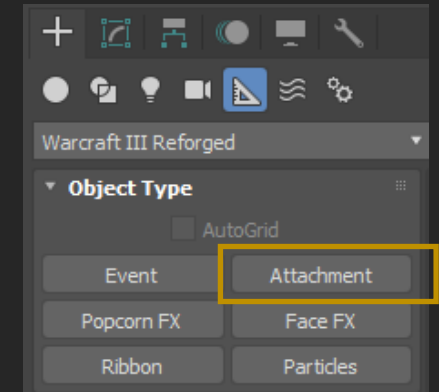 Warcraft III Reforged
Object Type
AutoGrid
Event Attachment
Popcorn FX Face FX
Ribbon Particles